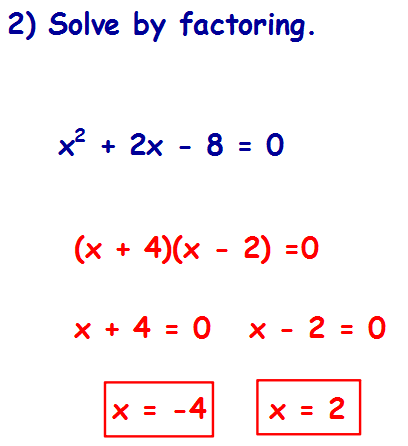 2) Solve by factoring.
x² + 2x - 8 = 0
(x + 4)(x - 2) =0
x + 4 = 0 x - 2 = 0
x = -4 x = 2